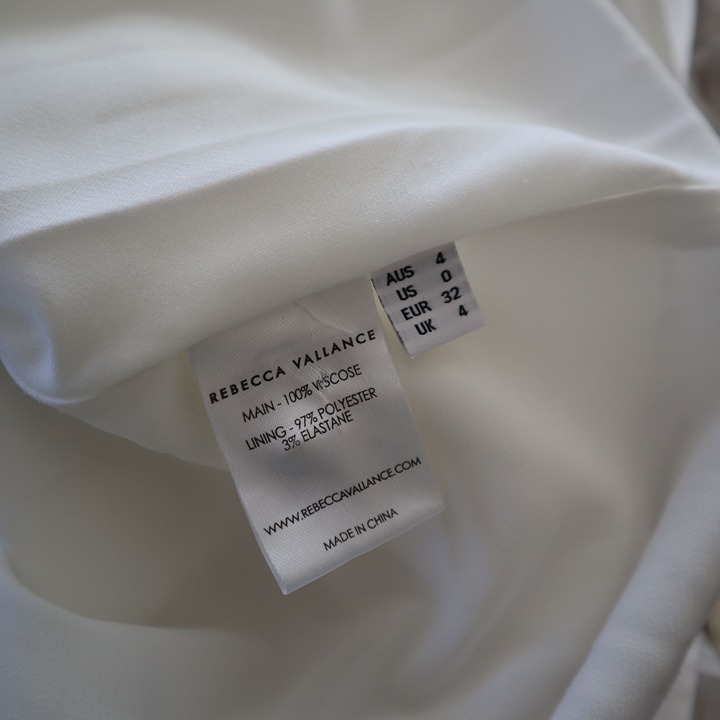 AUS 4
US 0
EUR 32
UK 4
REBECCA VALLANCE
MAIN - 100% VISCOSE
LINING - 97% POLYESTER
3% ELASTANE
WWW.REBECCAVALLANCE.COM
MADE IN CHINA